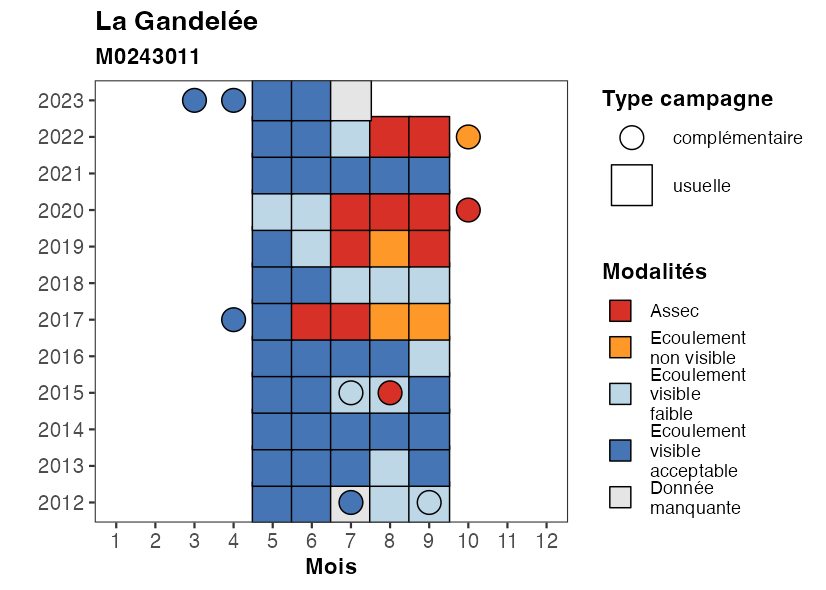 La Gandelée
M0243011
2023
2022
2021
2020
2019
2018
2017
2016
2015
2014
2013
2012
1 2 3 4 5 6 7 8 9 10 11 12
Mois
Type campagne
complémentaire
usuelle
Modalités
Assec
Ecoulement
non visible
Ecoulement
visible
faible
Ecoulement
visible
acceptable
Donnée
manquante